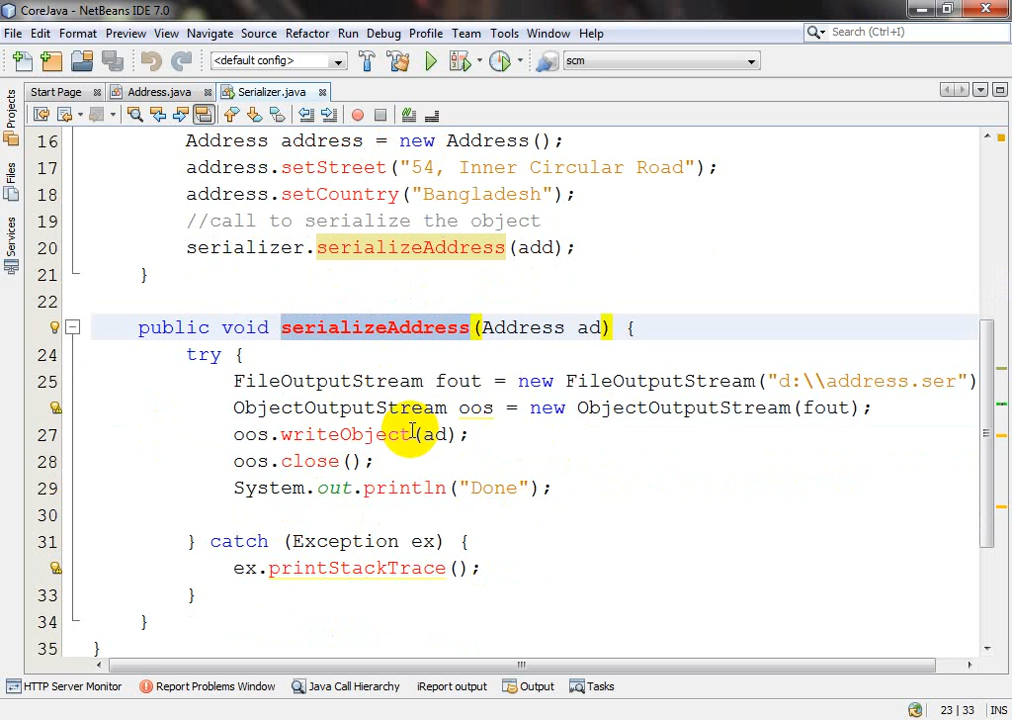 CoreJava - NetBeans IDE 7.0
File Edit Format Preview View Navigate Source Refactor Run Debug Profile Team Tools Window Help
Search (Ctrl+I)
<default config>
scm
Start Page Address.java Serializer.java
Projects
Files
Services
16 Address address = new Address();
17 address.setStreet("54, Inner Circular Road");
18 address.setCountry("Bangladesh");
19 //call to serialize the object
20 serializer.serializeAddress(add);
21 }
22
public void serializeAddress(Address ad) {
24 try {
25 FileOutputStream fout = new FileOutputStream("d:\\address.ser")
ObjectOutputStream oos = new ObjectOutputStream(fout);
27 oos.writeObject(ad);
28 oos.close();
29 System.out.println("Done");
30
31 } catch (Exception ex) {
ex.printStackTrace();
33 }
34 }
35 }
HTTP Server Monitor Report Problems Window Java Call Hierarchy iReport output Output Tasks
23 | 33 INS